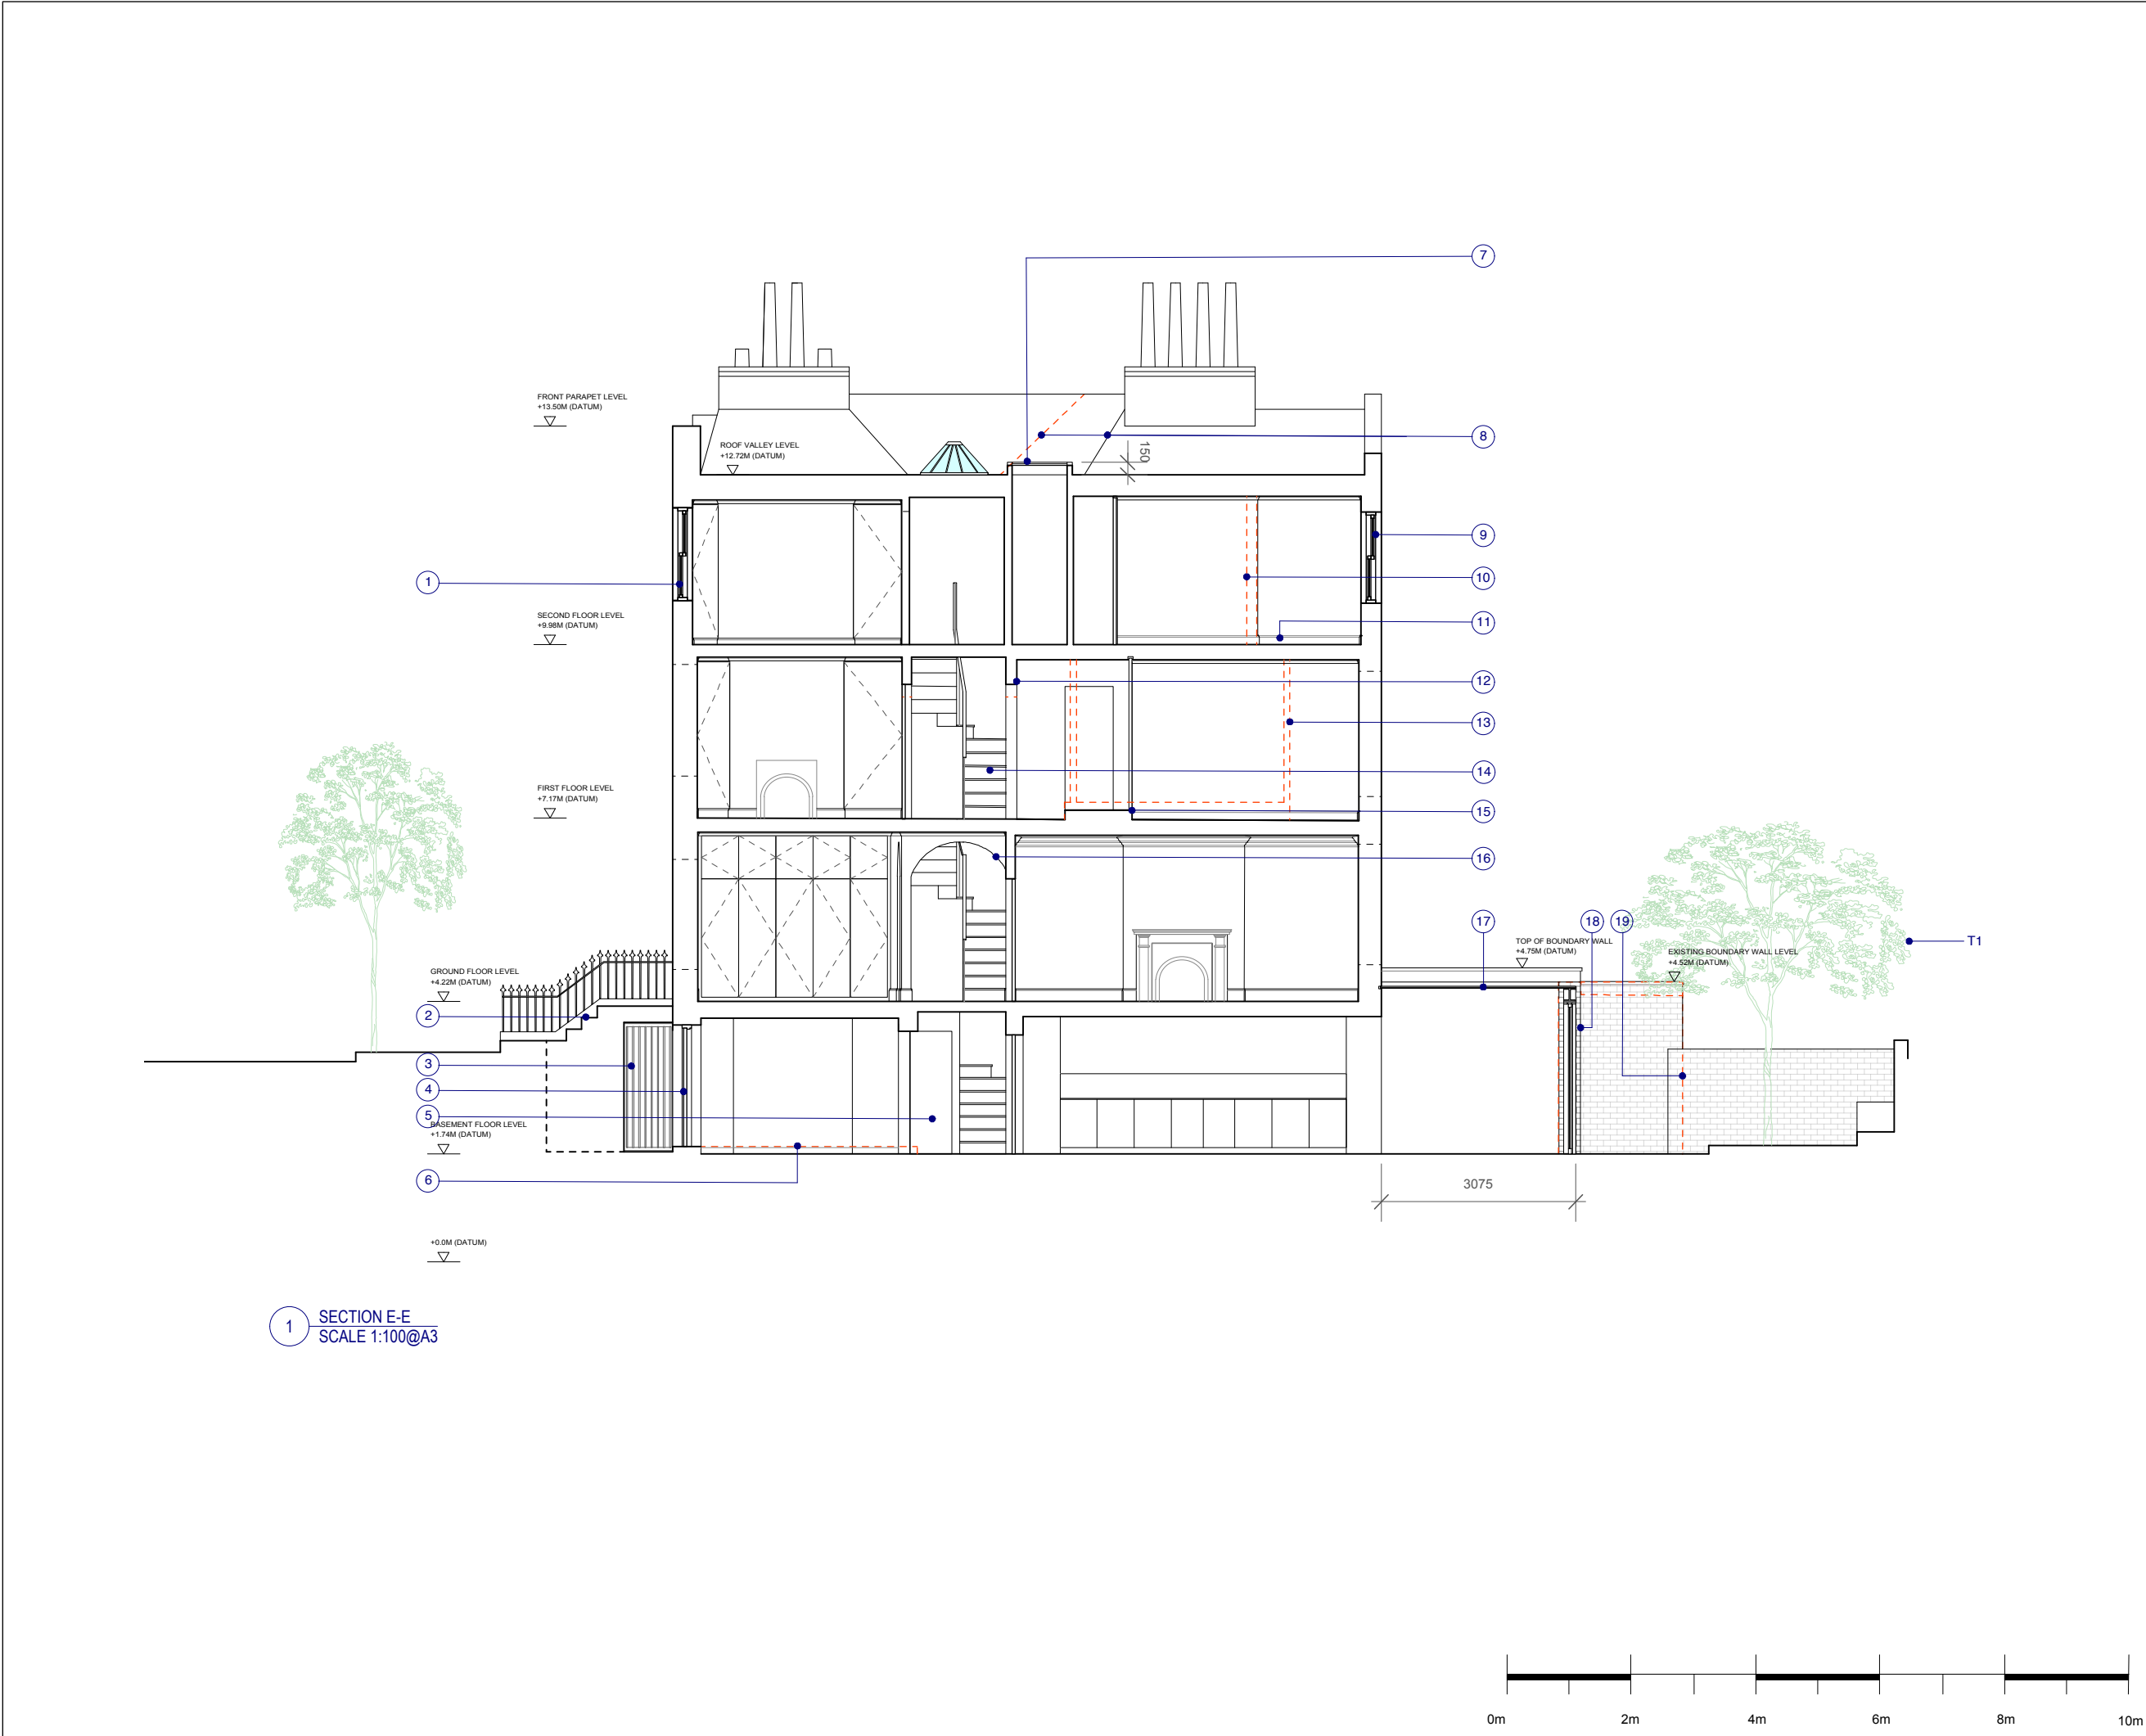 7
FRONT PARAPET LEVEL
+13.50M (DATUM)
8
ROOF VALLEY LEVEL
+12.72M (DATUM)
150
9
10
1
SECOND FLOOR LEVEL
+9.98M (DATUM)
11
12
13
14
FIRST FLOOR LEVEL
+7.17M (DATUM)
15
16
17
18
19
TOP OF BOUNDARY WALL
+4.75M (DATUM)
T1
EXISTING BOUNDARY WALL LEVEL
+4.52M (DATUM)
GROUND FLOOR LEVEL
+4.22M (DATUM)
2
3
4
5
BASEMENT FLOOR LEVEL
+1.74M (DATUM)
6
3075
+0.0M (DATUM)
1
SECTION E-E
SCALE 1:100@A3
0m 2m 4m 6m 8m 10m